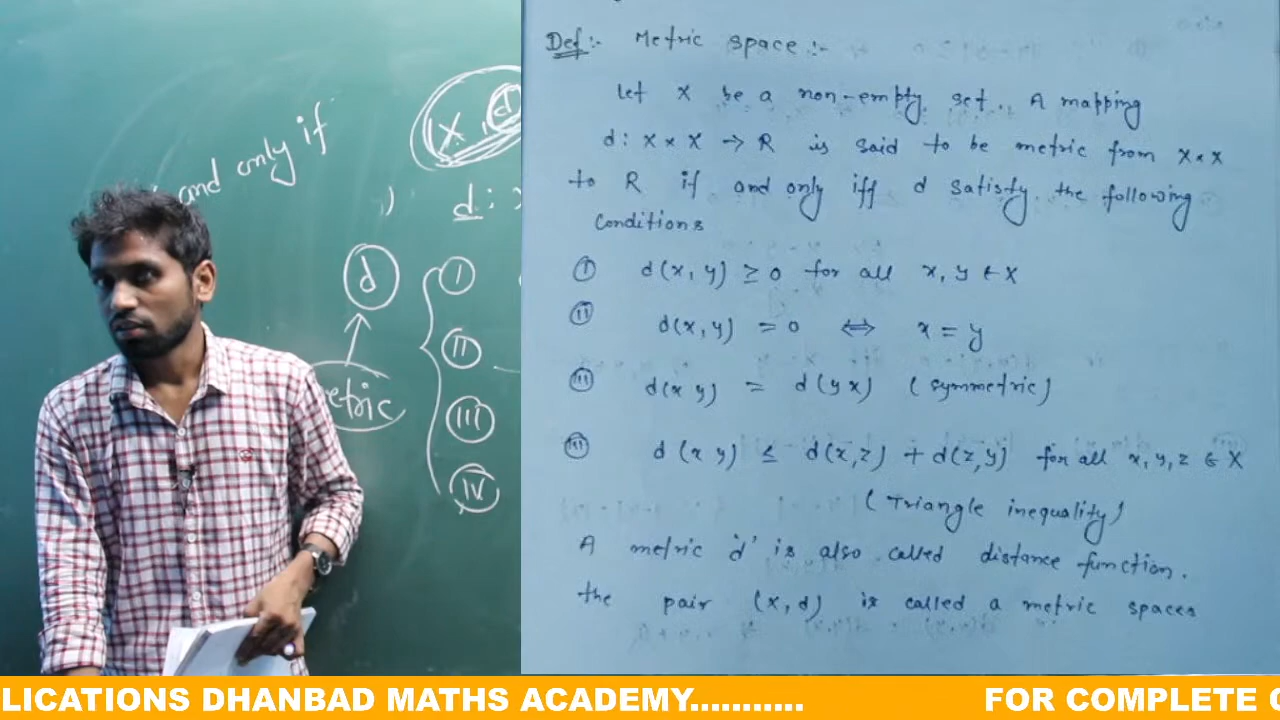 and only if
(X, d)
1) d :
d
I
II
III
IV
etric
Def:- Metric space :-
Let X be a non-empty set. A mapping
d : X × X → R is said to be metric from X × X
to R if and only iff d satisfy the following
conditions
(I) d(x, y) ≥ 0 for all x, y ∈ X
(II) d(x, y) = 0 ⇔ x = y
(III) d(x y) = d(y x) (symmetric)
d(x y) ≤ d(x, z) + d(z, y) for all x, y, z ∈ X
(Triangle inequality)
A metric 'd' is also called distance function.
the pair (x, d) is called a metric spaces
LICATIONS DHANBAD MATHS ACADEMY........... FOR COMPLETE